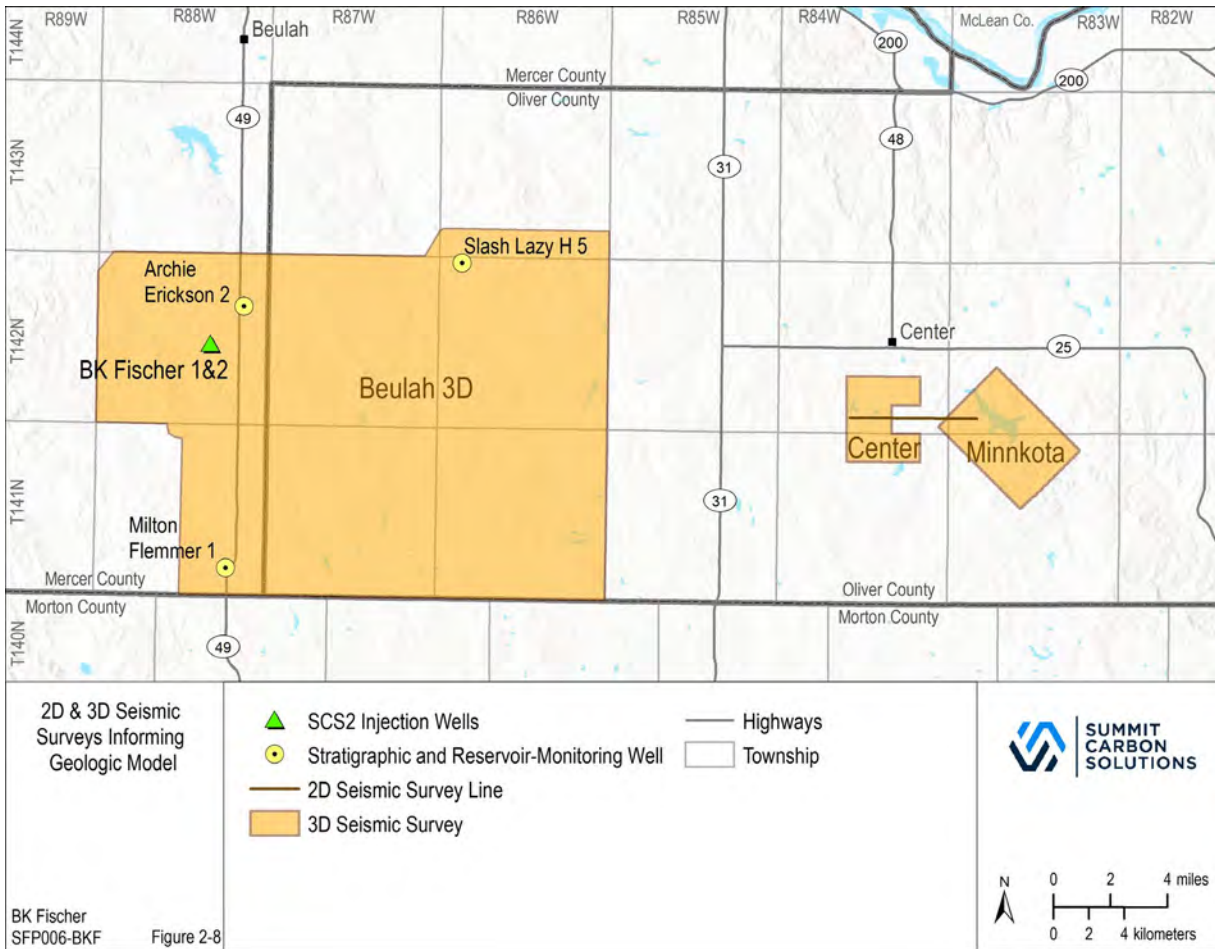 R89W
R88W
R87W
R86W
R85W
R84W
McLean Co.
R83W
R82W
T144N
Beulah
200
200
Mercer County
Oliver County
49
48
T143N
31
Slash Lazy H 5
Archie
Erickson 2
T142N
Center
25
BK Fischer 1&2
Beulah 3D
Center
Minnkota
T141N
31
Milton
Flemmer 1
Mercer County
Morton County
Oliver County
Morton County
T140N
49
2D & 3D Seismic
Surveys Informing
Geologic Model
SCS2 Injection Wells
Stratigraphic and Reservoir-Monitoring Well
2D Seismic Survey Line
3D Seismic Survey
Highways
Township
SUMMIT
CARBON
SOLUTIONS
N
0 2 4 miles
0 2 4 kilometers
BK Fischer
SFP006-BKF
Figure 2-8